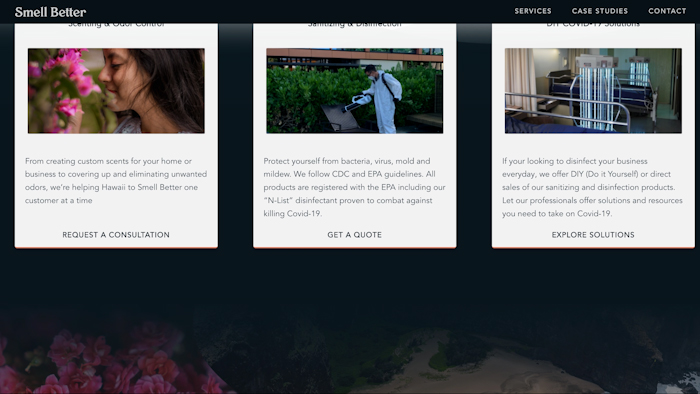 Smell Better
SERVICES CASE STUDIES CONTACT
Scenting & Odor Control
Sanitizing & Disinfection
DIY COVID-19 Solutions
From creating custom scents for your home or
business to covering up and eliminating unwanted
odors, we're helping Hawaii to Smell Better one
customer at a time
REQUEST A CONSULTATION
Protect yourself from bacteria, virus, mold and
mildew. We follow CDC and EPA guidelines. All
products are registered with the EPA including our
“N-List” disinfectant proven to combat against
killing Covid-19.
GET A QUOTE
If your looking to disinfect your business
everyday, we offer DIY (Do it Yourself) or direct
sales of our sanitizing and disinfection products.
Let our professionals offer solutions and resources
you need to take on Covid-19.
EXPLORE SOLUTIONS